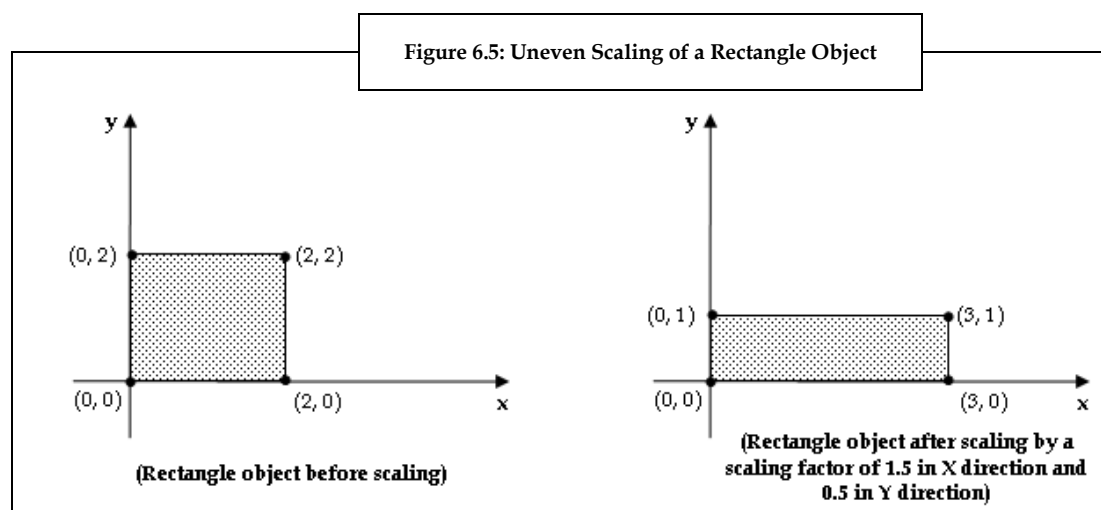 Figure 6.5: Uneven Scaling of a Rectangle Object
y
(0, 2)
(2, 2)
(0, 0)
(2, 0)
x
(Rectangle object before scaling)
y
(0, 1)
(3, 1)
(0, 0)
(3, 0)
x
(Rectangle object after scaling by a
scaling factor of 1.5 in X direction and
0.5 in Y direction)